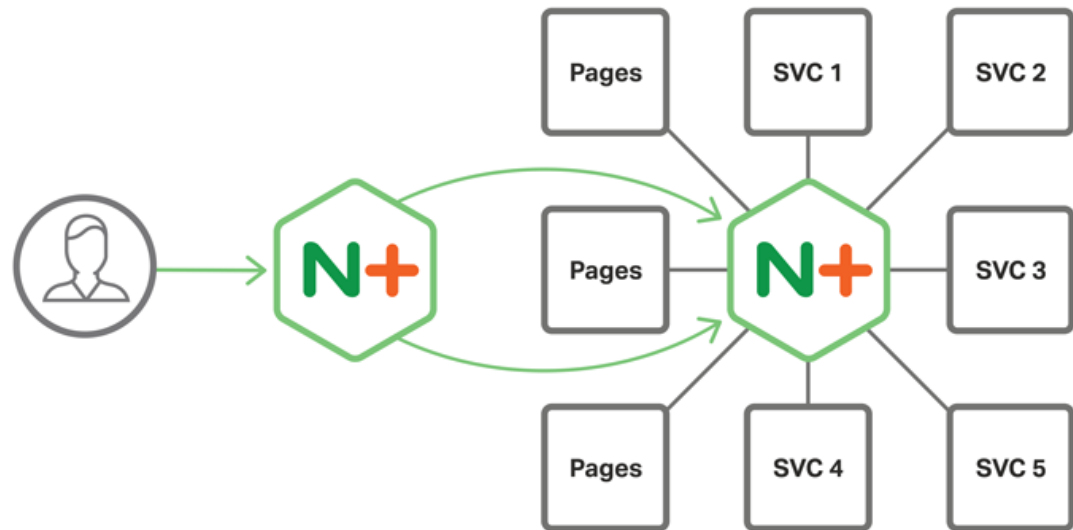 Pages
SVC 1
SVC 2
N+
N+
Pages
SVC 3
Pages
SVC 4
SVC 5